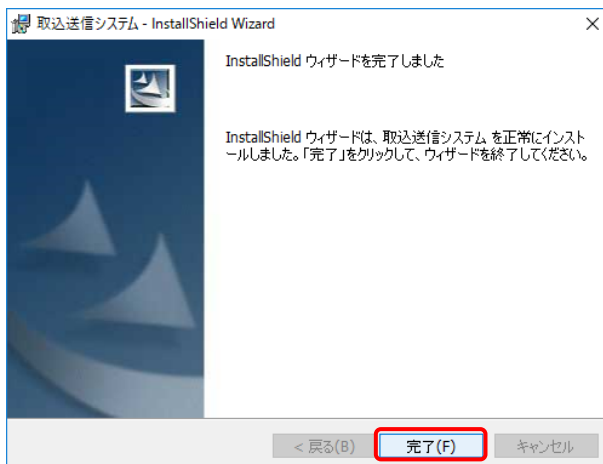 取込送信システム - InstallShield Wizard
InstallShield ウィザードを完了しました
InstallShield ウィザードは、取込送信システム を正常にインスト
ールしました。「完了」をクリックして、ウィザードを終了してください。
< 戻る(B)
完了(F)
キャンセル